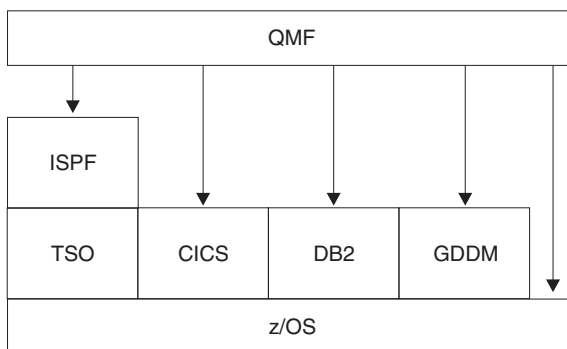 QMF
ISPF
TSO
CICS
DB2
GDDM
z/OS